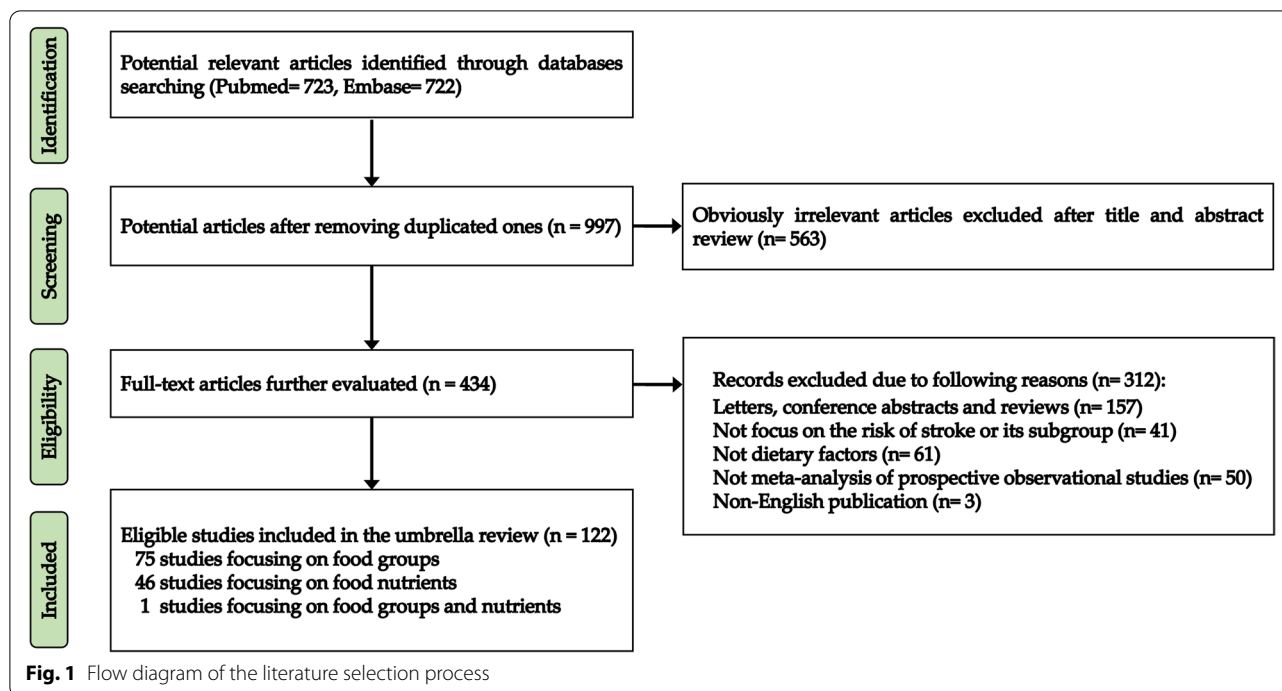 Identification
Potential relevant articles identified through databases
searching (Pubmed= 723, Embase= 722)
Screening
Potential articles after removing duplicated ones (n = 997)
Obviously irrelevant articles excluded after title and abstract
review (n= 563)
Eligibility
Full-text articles further evaluated (n = 434)
Records excluded due to following reasons (n= 312):
Letters, conference abstracts and reviews (n= 157)
Not focus on the risk of stroke or its subgroup (n= 41)
Not dietary factors (n= 61)
Not meta-analysis of prospective observational studies (n= 50)
Non-English publication (n= 3)
Included
Eligible studies included in the umbrella review (n = 122)
75 studies focusing on food groups
46 studies focusing on food nutrients
1 studies focusing on food groups and nutrients
Fig. 1 Flow diagram of the literature selection process